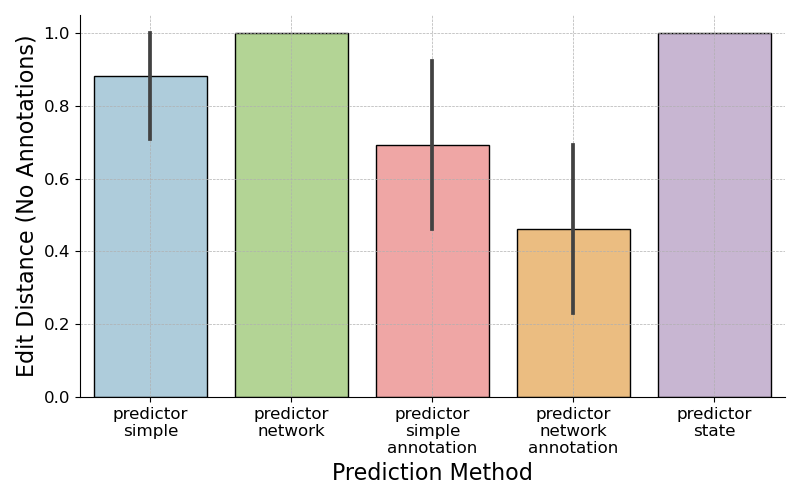 Edit Distance (No Annotations)
1.0
0.8
0.6
0.4
0.2
0.0
predictor
simple
predictor
network
predictor
simple
annotation
predictor
network
annotation
predictor
state
Prediction Method